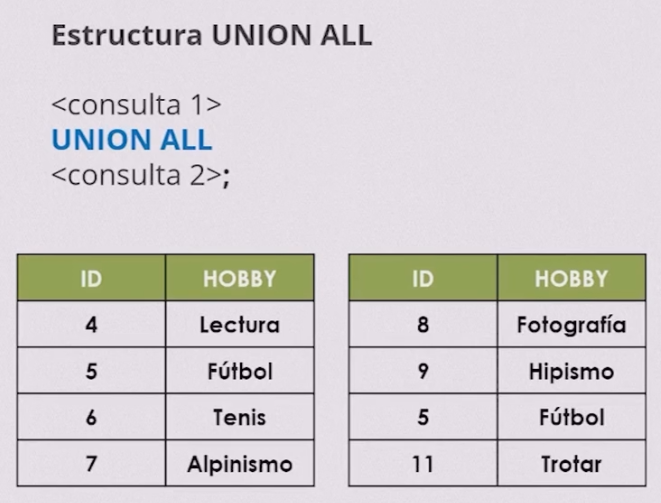 Estructura UNION ALL
<consulta 1>
UNION ALL
<consulta 2>;
ID HOBBY
4 Lectura
5 Fútbol
6 Tenis
7 Alpinismo
ID HOBBY
8 Fotografía
9 Hipismo
5 Fútbol
11 Trotar